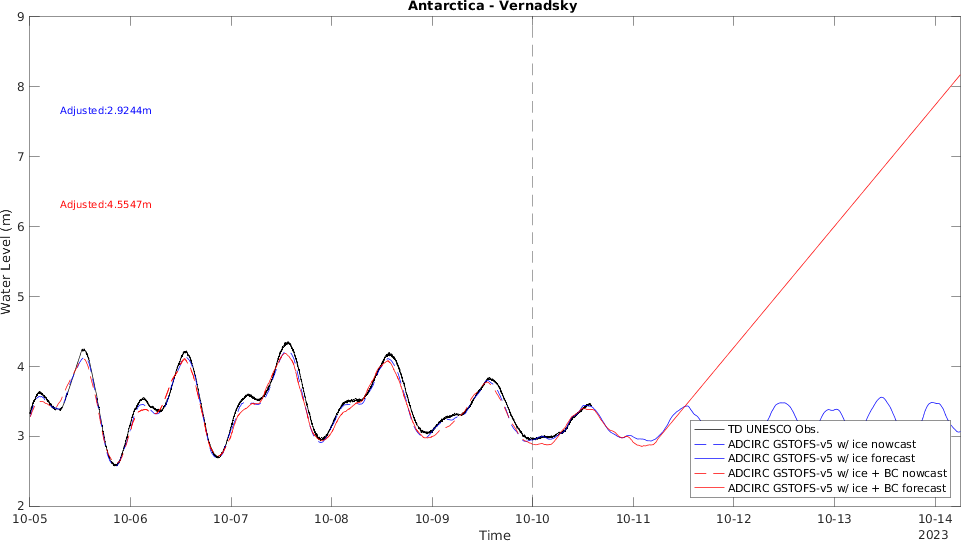 Antarctica - Vernadsky
9
8
7
6
5
4
3
2
Water Level (m)
Adjusted:2.9244m
Adjusted:4.5547m
TD UNESCO Obs.
ADCIRC GSTOFS-v5 w/ ice nowcast
ADCIRC GSTOFS-v5 w/ ice forecast
ADCIRC GSTOFS-v5 w/ ice + BC nowcast
ADCIRC GSTOFS-v5 w/ ice + BC forecast
10-05 10-06 10-07 10-08 10-09 10-10 10-11 10-12 10-13 10-14
2023
Time